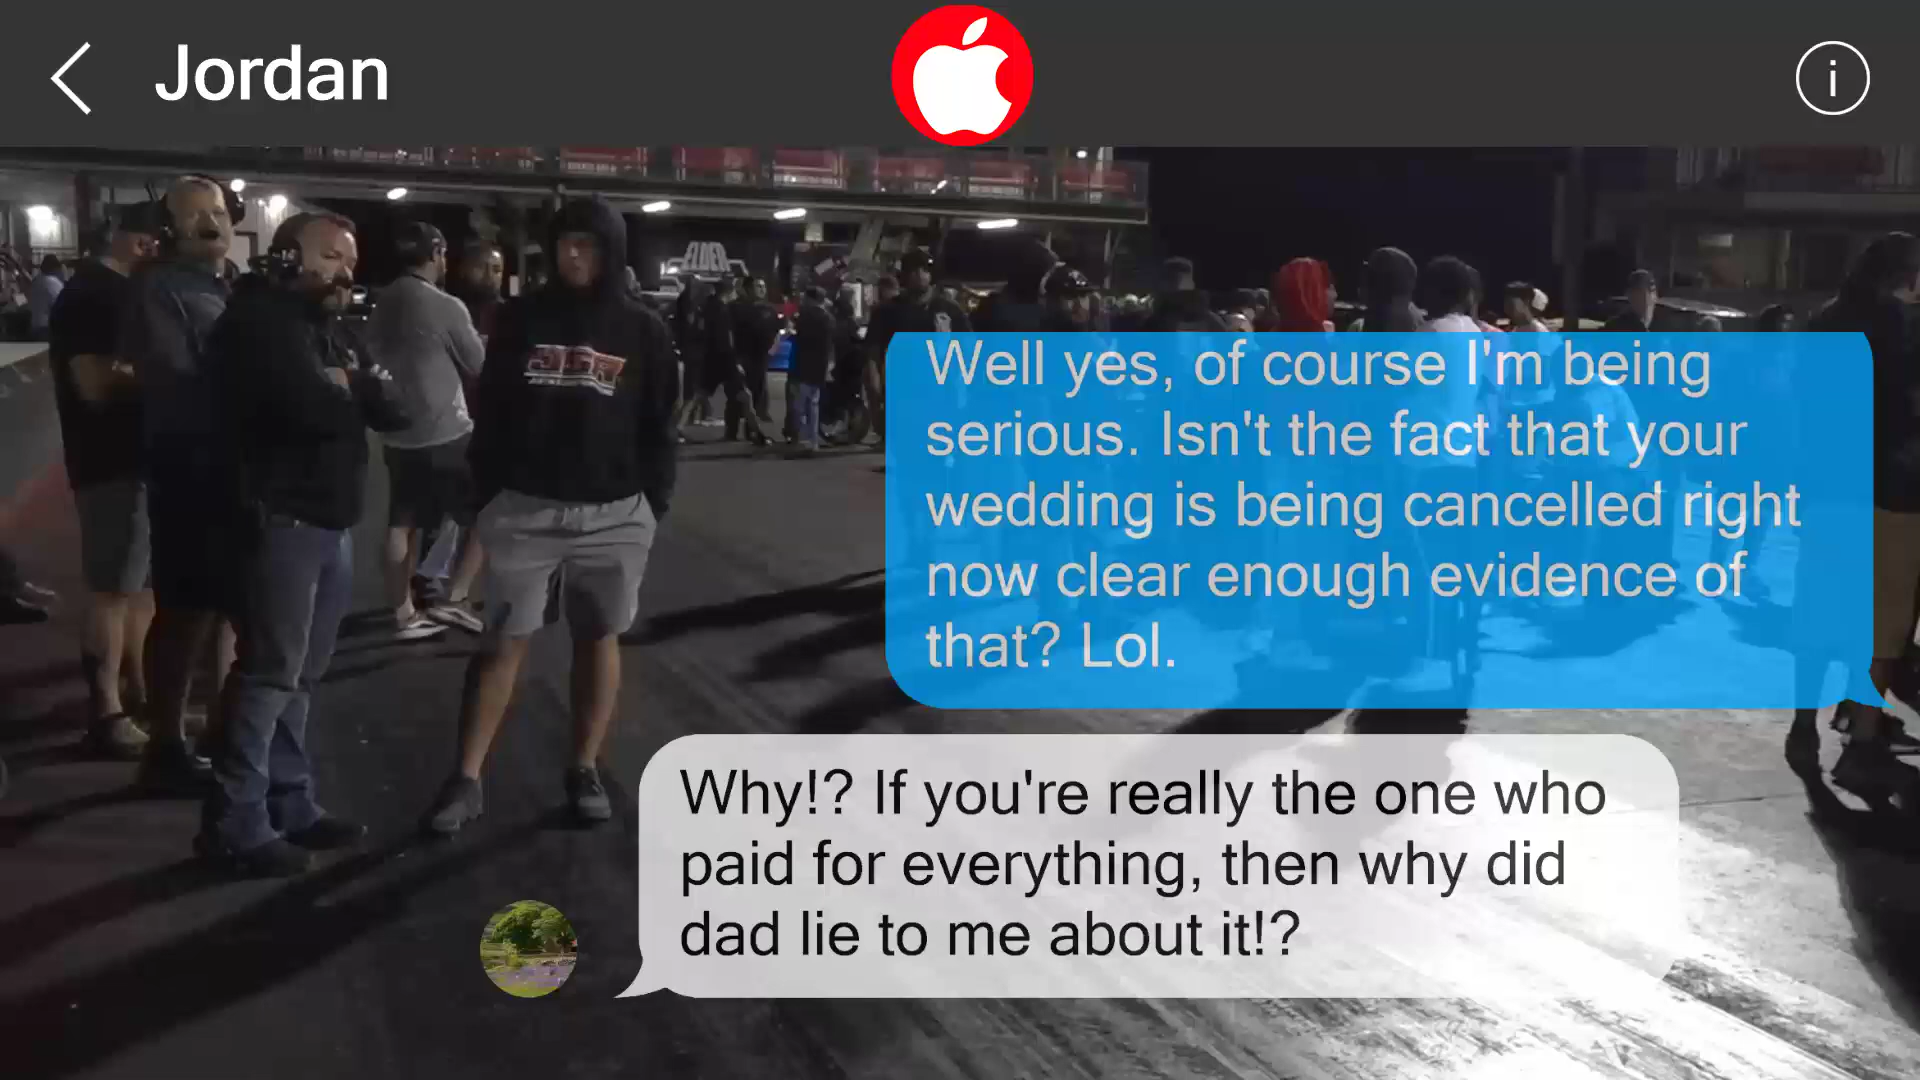 Jordan
i
ELDER
Well yes, of course I'm being
serious. Isn't the fact that your
wedding is being cancelled right
now clear enough evidence of
that? Lol.
Why!? If you're really the one who
paid for everything, then why did
dad lie to me about it!?